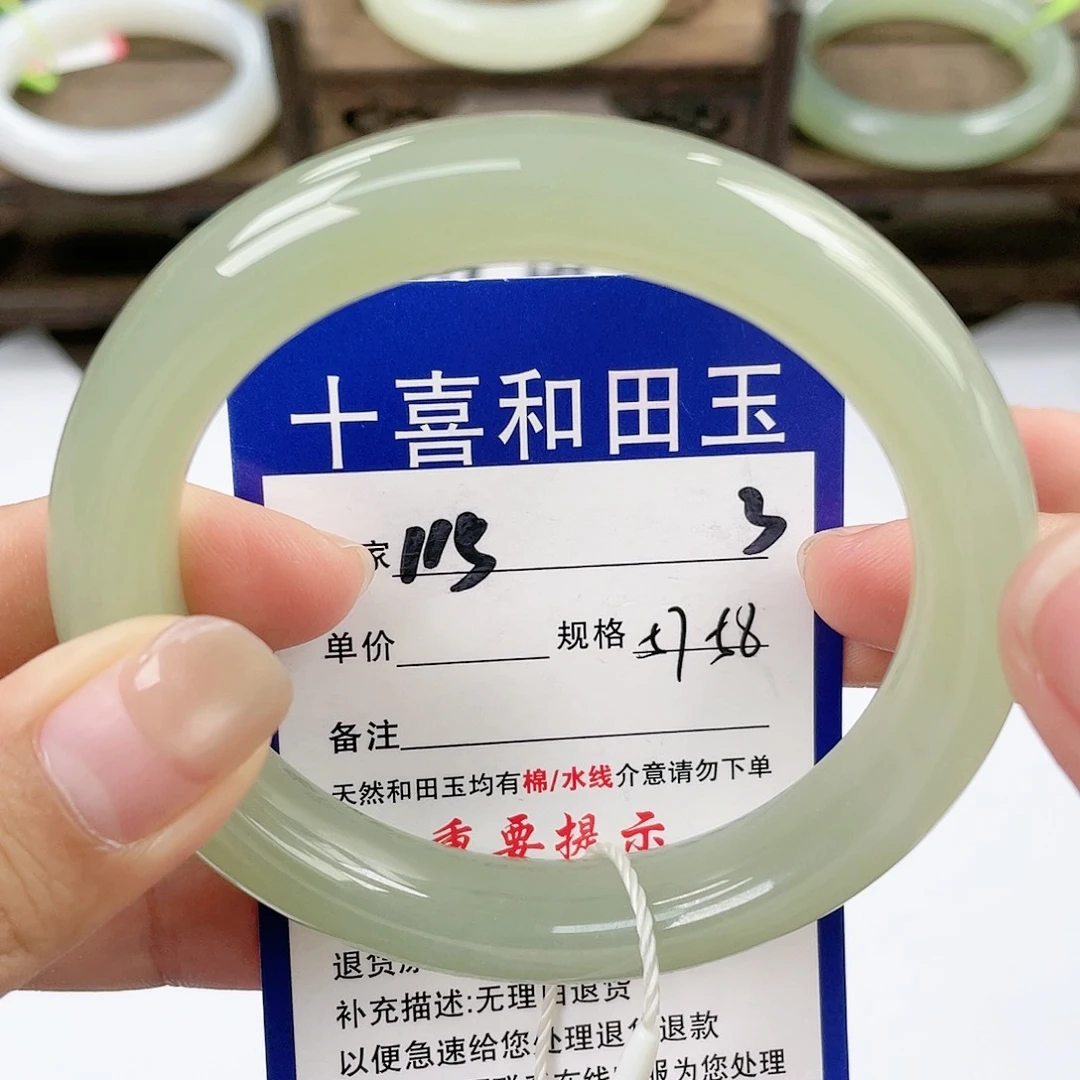 十喜和田玉
家 113 3
单价 规格 57 58
备注
天然和田玉均有棉/水线介意请勿下单
重要提示
退货
补充描述:无理由退货
以便急速给您处理退货退款
在线 服为您处理